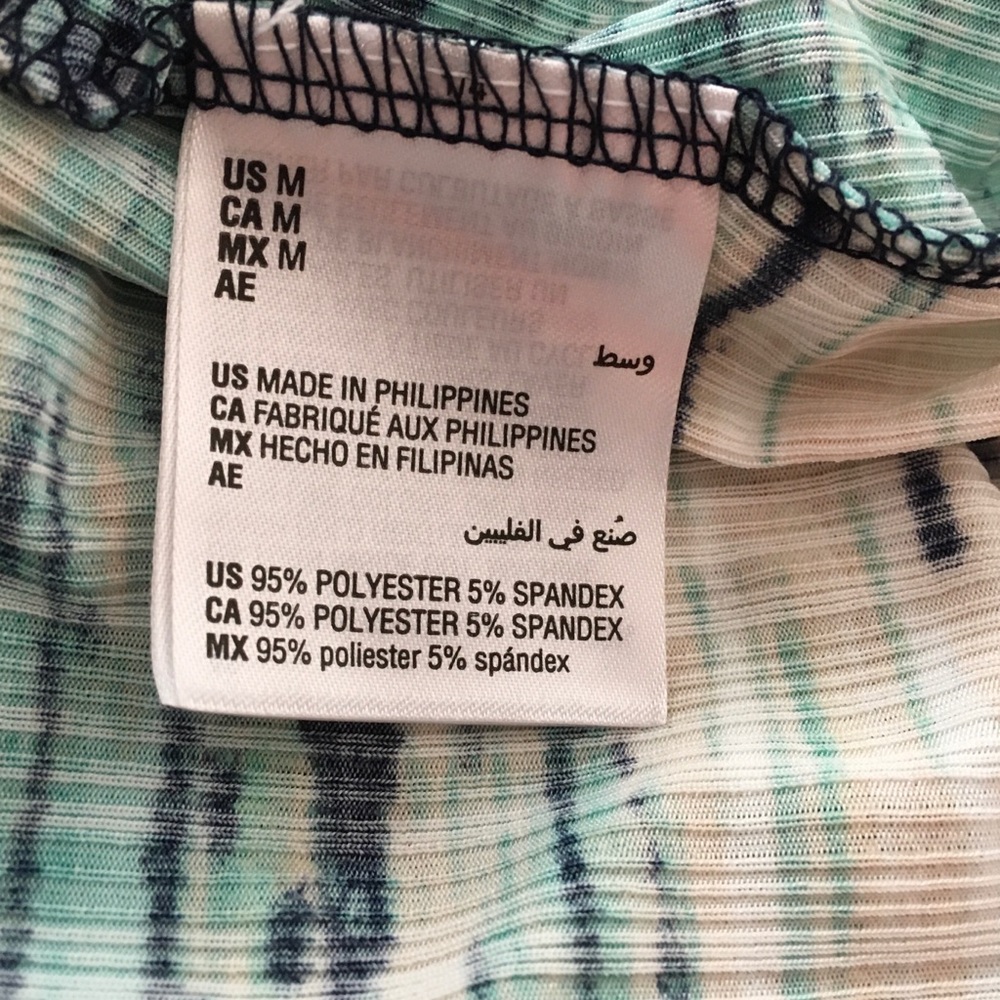 US M
CA M
MX M
AE
وسط
US MADE IN PHILIPPINES
CA FABRIQUÉ AUX PHILIPPINES
MX HECHO EN FILIPINAS
AE
صُنع في الفلبين
US 95% POLYESTER 5% SPANDEX
CA 95% POLYESTER 5% SPANDEX
MX 95% poliester 5% spándex